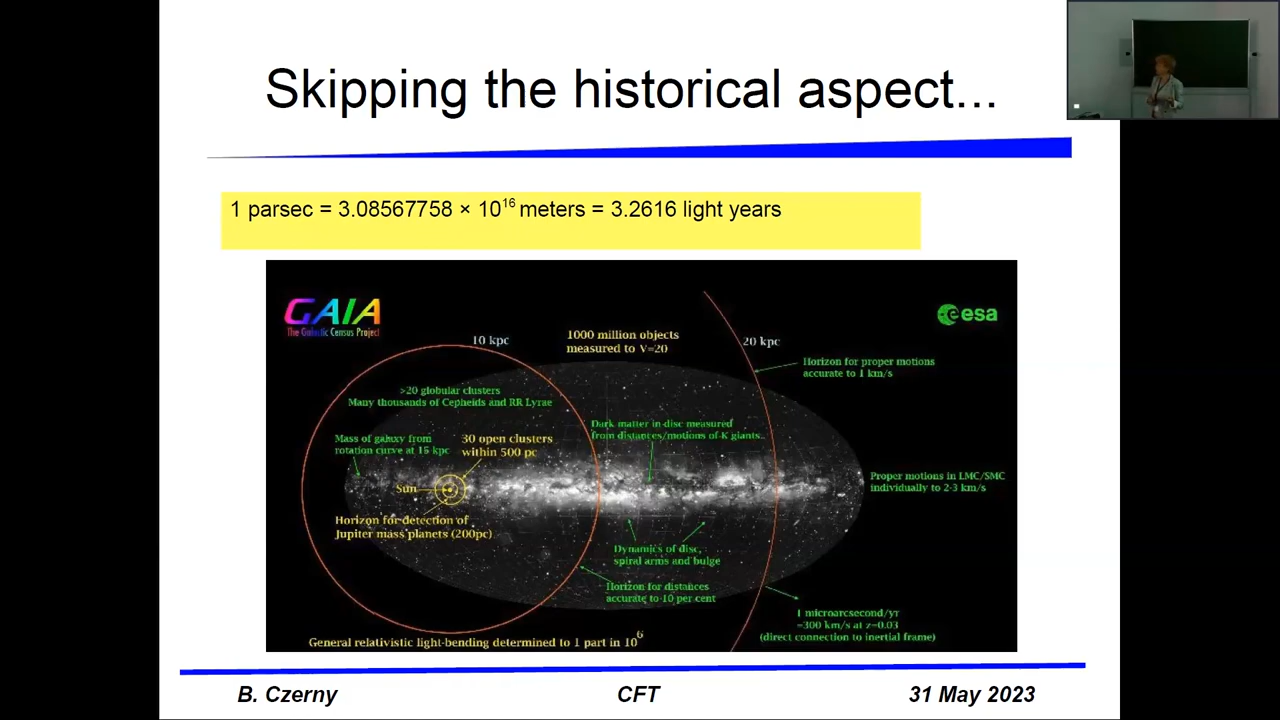 Skipping the historical aspect...
1 parsec = 3.08567758 × 10¹⁶ meters = 3.2616 light years
GAIA
The Galactic Census Project
esa
10 kpc
1000 million objects
measured to V=20
20 kpc
Horizon for proper motions
accurate to 1 km/s
>20 globular clusters
Many thousands of Cepheids and RR Lyrae
Mass of galaxy from
rotation curve at 15 kpc
30 open clusters
within 500 pc
Dark matter in disc measured
from distances/motions of K giants
Sun
Proper motions in LMC/SMC
individually to 2-3 km/s
Horizon for detection of
Jupiter mass planets (200pc)
Dynamics of disc,
spiral arms and bulge
Horizon for distances
accurate to 10 per cent
1 microarcsecond/yr
=300 km/s at z=0.03
(direct connection to inertial frame)
General relativistic light-bending determined to 1 part in 10⁶
B. Czerny
CFT
31 May 2023